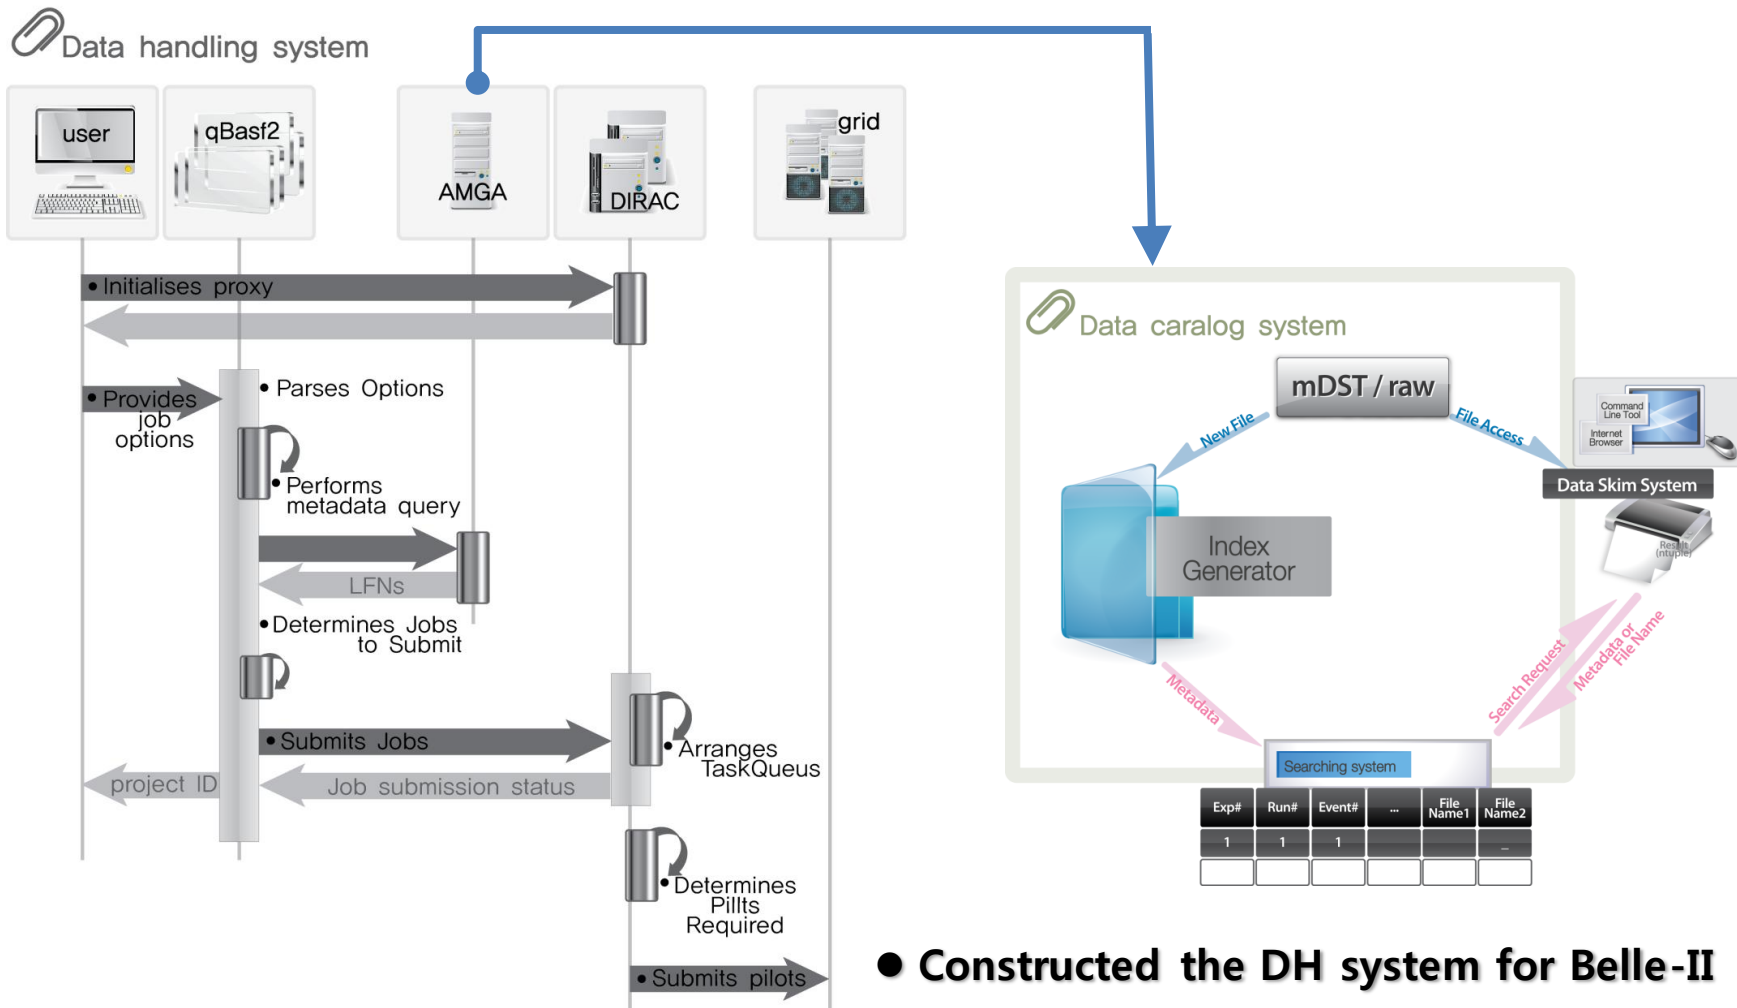 Data handling system
user
qBasf2
AMGA
DIRAC
grid
• Initialises proxy
• Provides
job
options
• Parses Options
• Performs
metadata query
LFNs
• Determines Jobs
to Submit
• Submits Jobs
• Arranges
TaskQueus
project ID
Job submission status
• Determines
Pillts
Required
• Submits pilots
Data caralog system
mDST / raw
New File
File Access
Command
Line Tool
Internet
Browser
Data Skim System
Result
(ntuple)
Index
Generator
Metadata
Search Request
Metadata or
File Name
Searching system
Exp# Run# Event# ... File Name1 File Name2
1 1 1 _
• Constructed the DH system for Belle-II